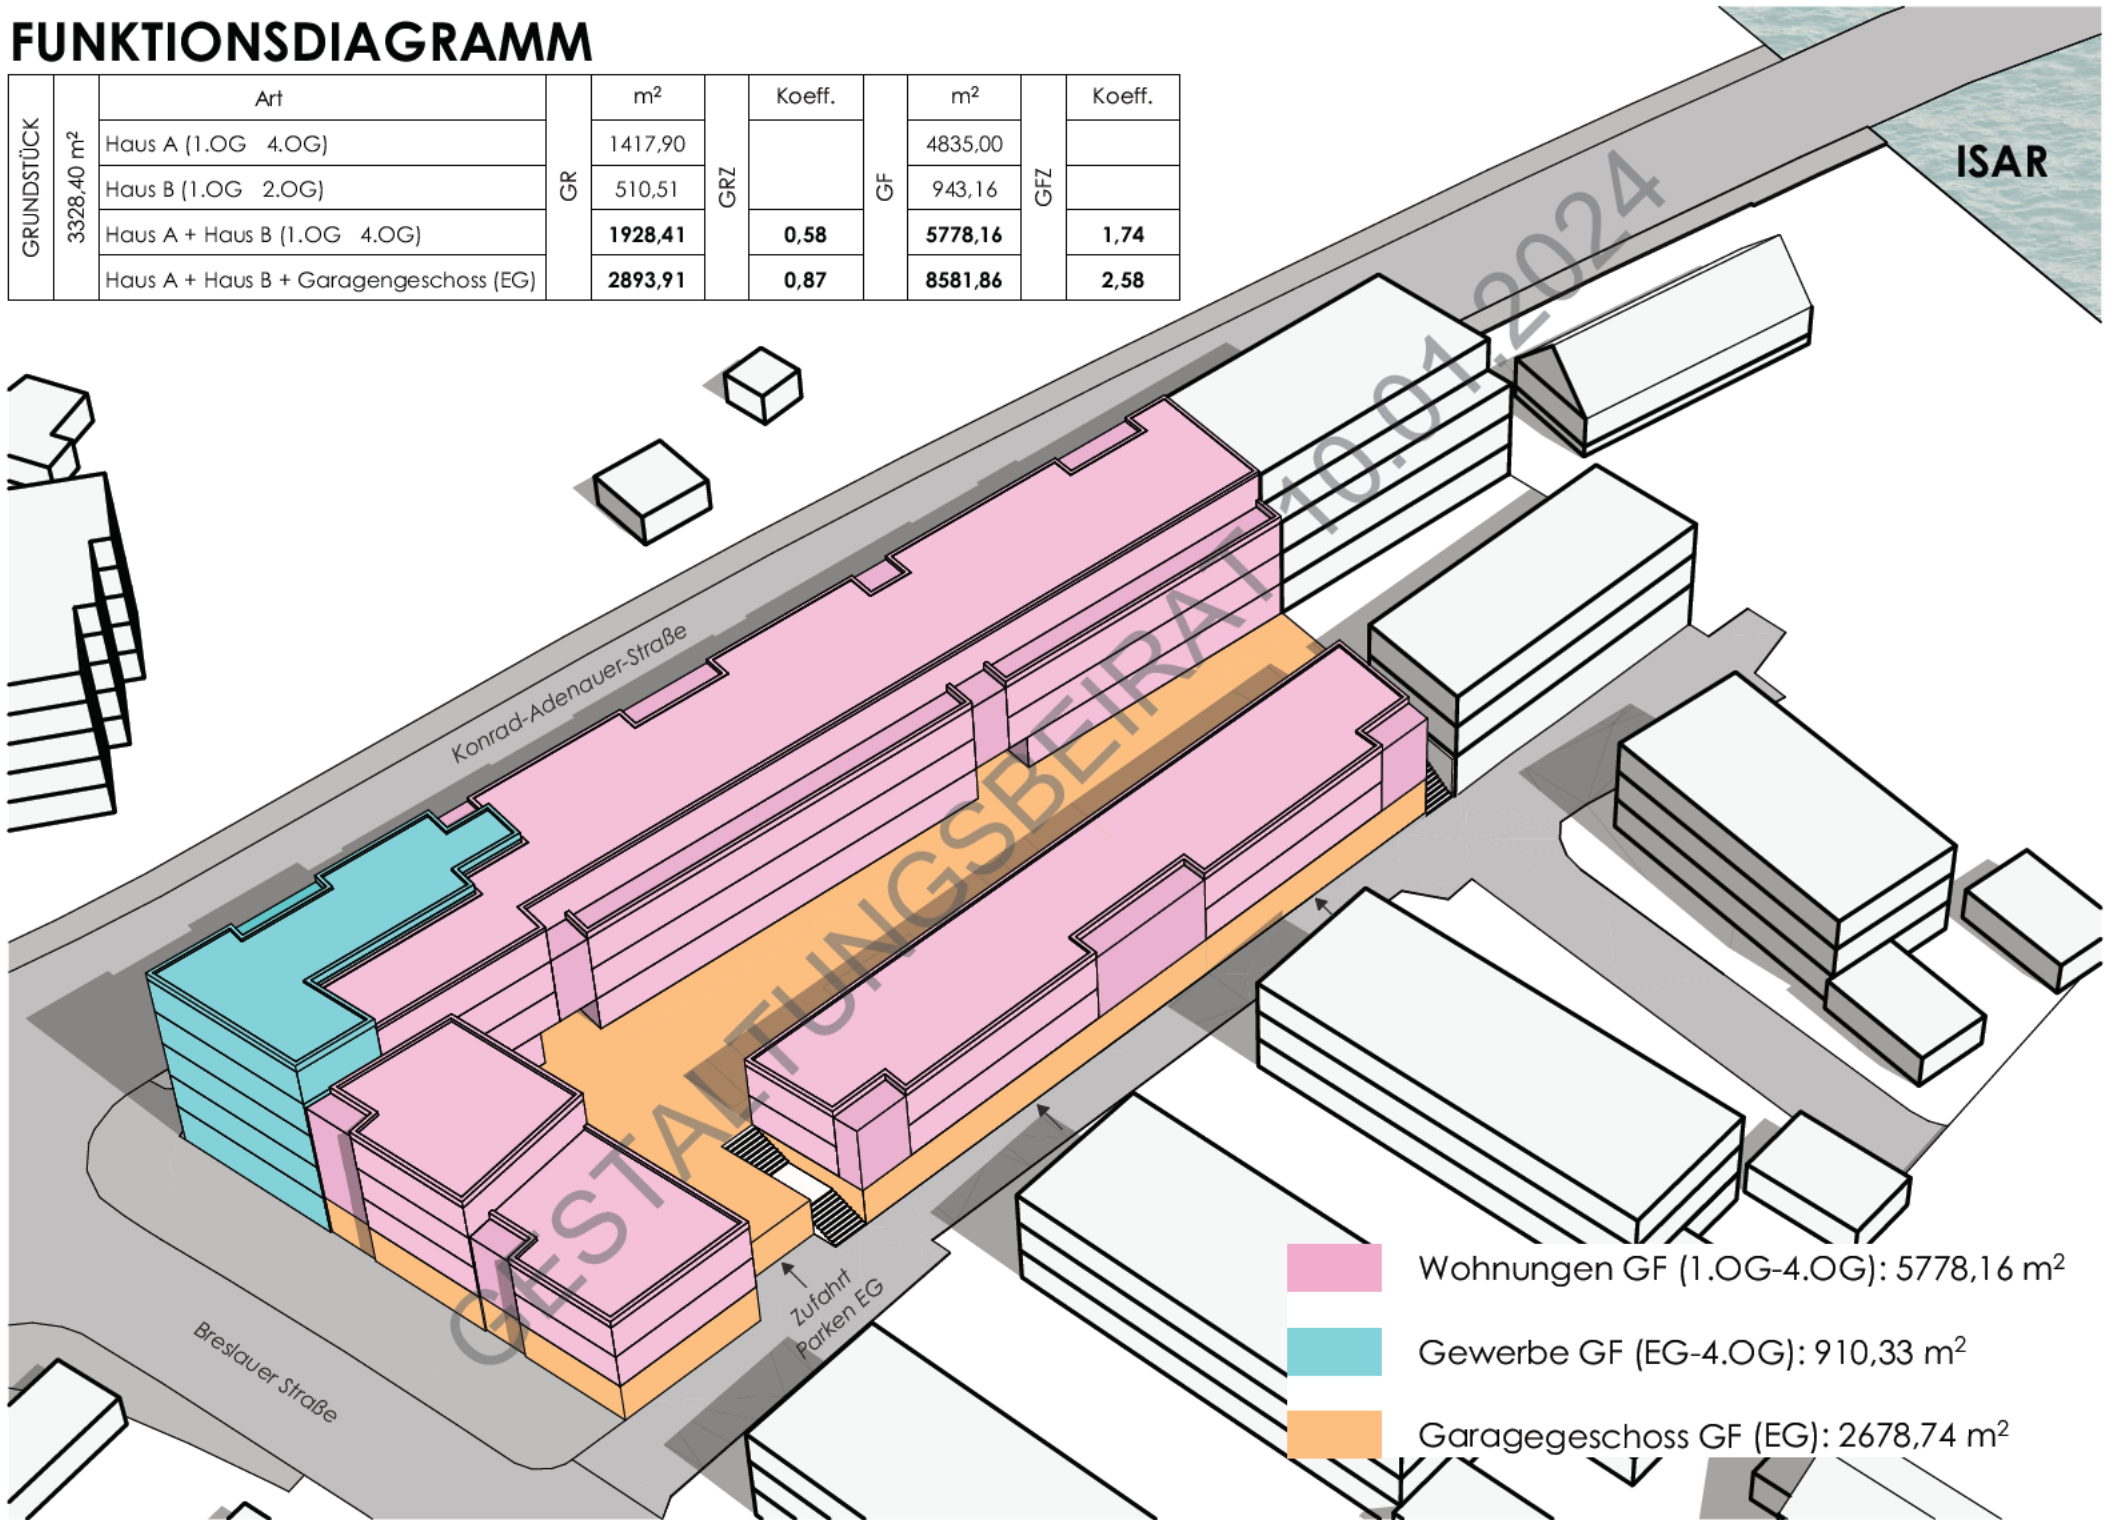 FUNKTIONSDIAGRAMM
GRUNDSTÜCK 3328,40 m² Art GR m² GRZ Koeff. GF m² GFZ Koeff.
Haus A (1.OG 4.OG) 1417,90 4835,00
Haus B (1.OG 2.OG) 510,51 943,16
Haus A + Haus B (1.OG 4.OG) 1928,41 0,58 5778,16 1,74
Haus A + Haus B + Garagengeschoss (EG) 2893,91 0,87 8581,86 2,58
ISAR
Konrad-Adenauer-Straße
GESTALTUNGSBEIRAT 10.01.2024
Zufahrt
Parken EG
Breslauer Straße
Wohnungen GF (1.OG-4.OG): 5778,16 m²
Gewerbe GF (EG-4.OG): 910,33 m²
Garagegeschoss GF (EG): 2678,74 m²